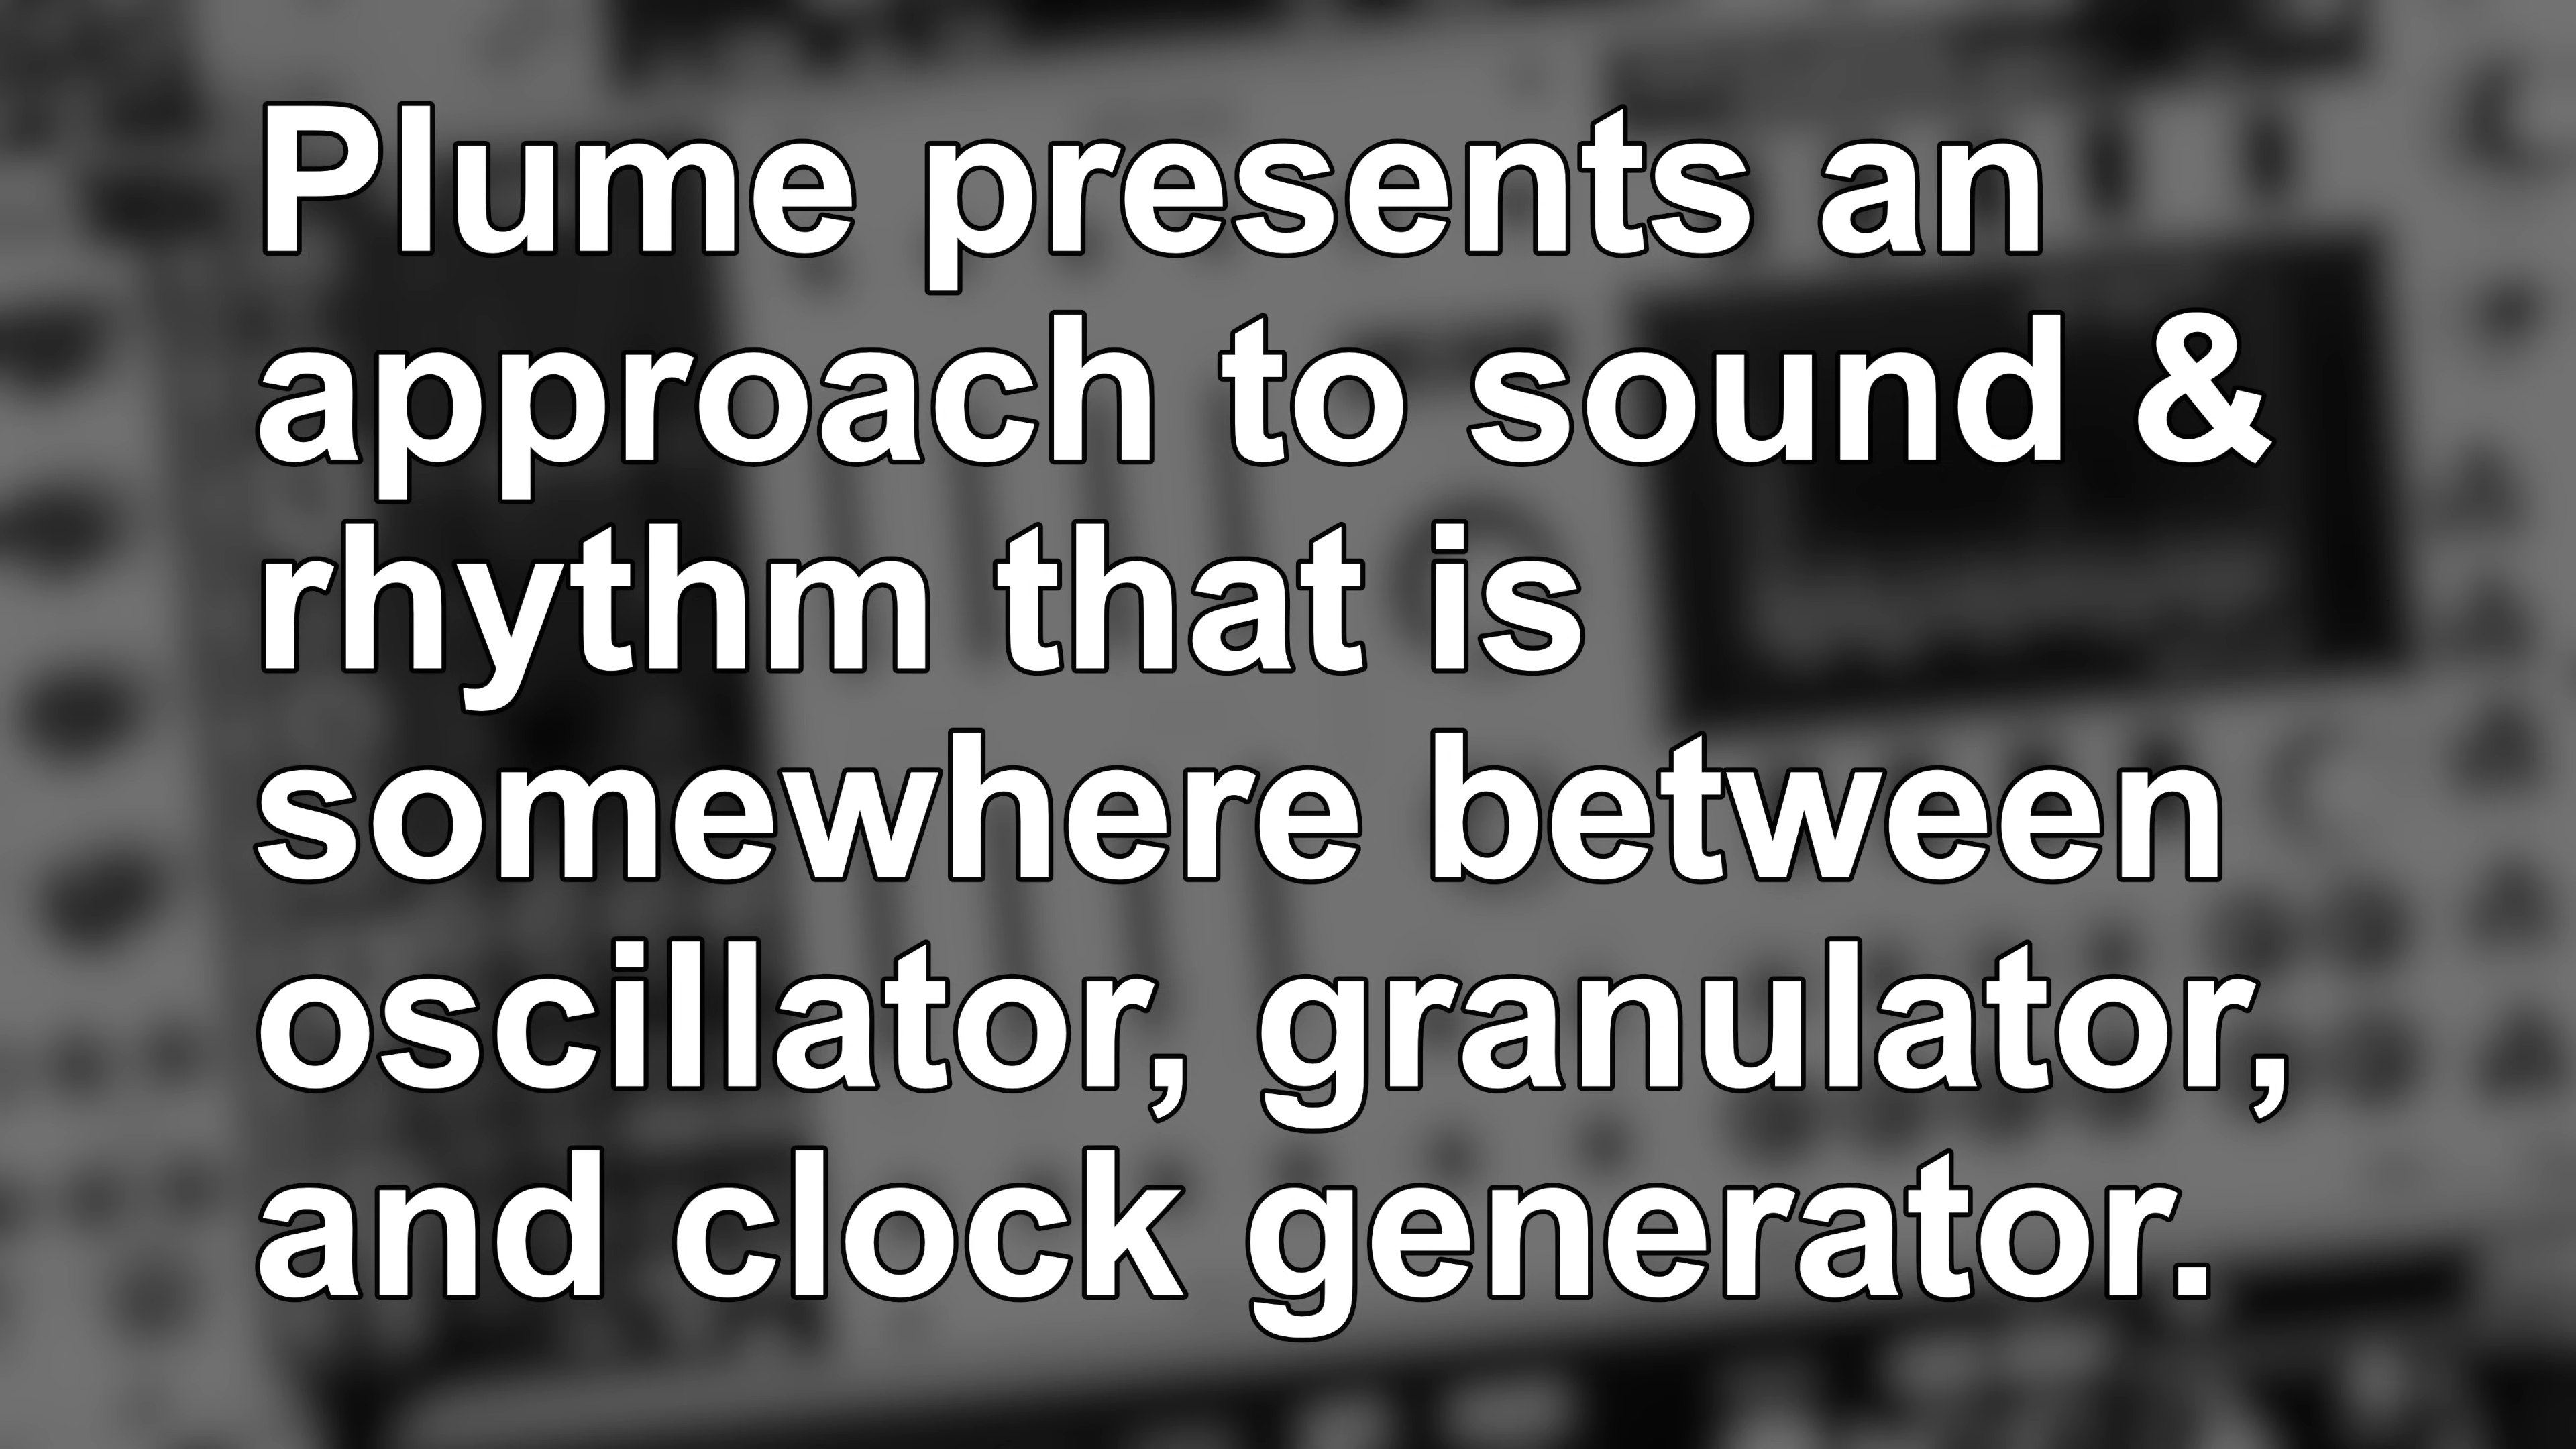 Plume presents an
approach to sound &
rhythm that is
somewhere between
oscillator, granulator,
and clock generator.